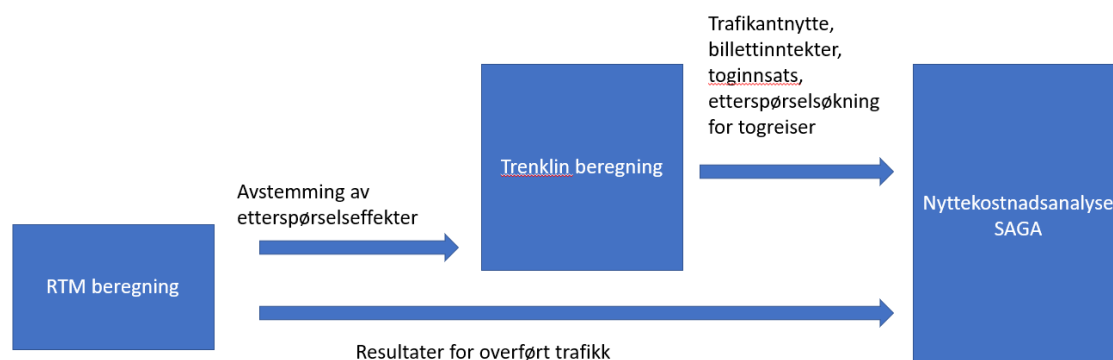 RTM beregning
Avstemming av
etterspørselseffekter
Resultater for overført trafikk
Trenklin beregning
Trafikantnytte,
billettinntekter,
toginnsats,
etterspørselsøkning
for togreiser
Nyttekostnadsanalyse
SAGA